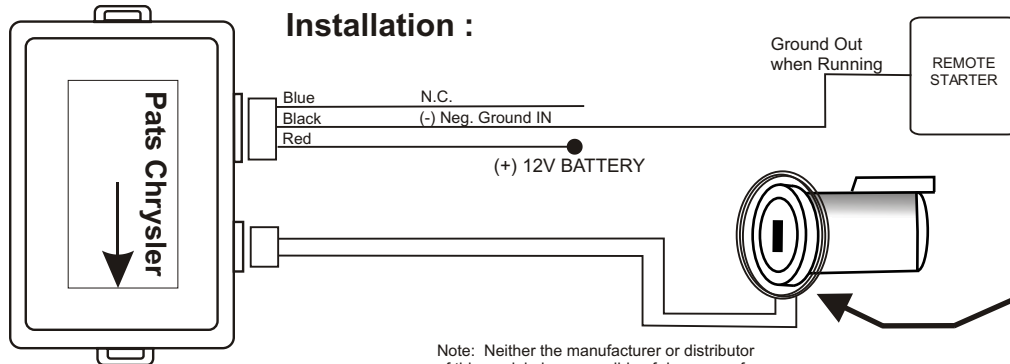 Installation :
Ground Out
when Running
REMOTE
STARTER
Pats Chrysler
Blue N.C.
Black (-) Neg. Ground IN
Red
(+) 12V BATTERY
Note: Neither the manufacturer or distributor